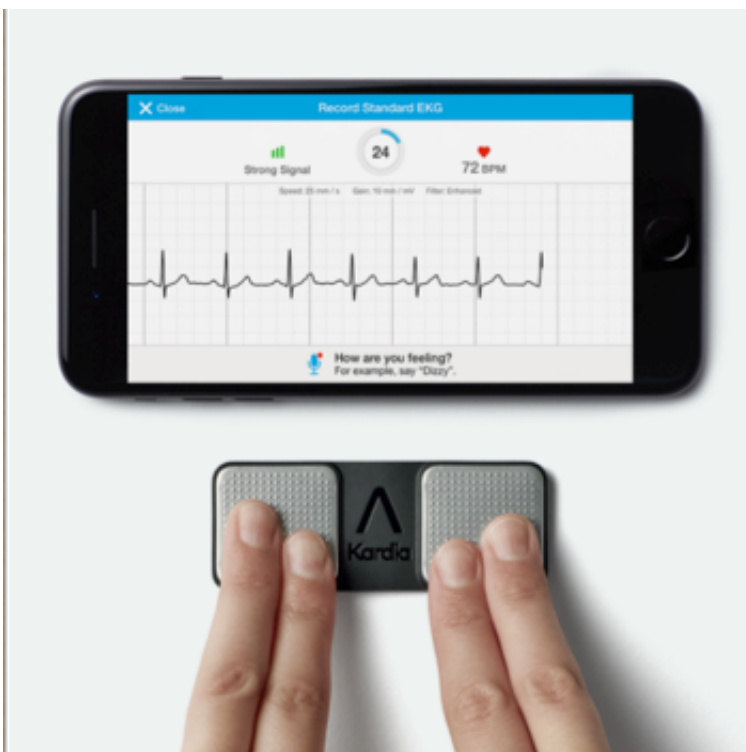 Close
Record Standard EKG
24
Strong Signal
72 BPM
Speed: 25 mm / s Gain: 10 mm / mV Filter: Enhanced
How are you feeling?
For example, say "Dizzy".
Kardia